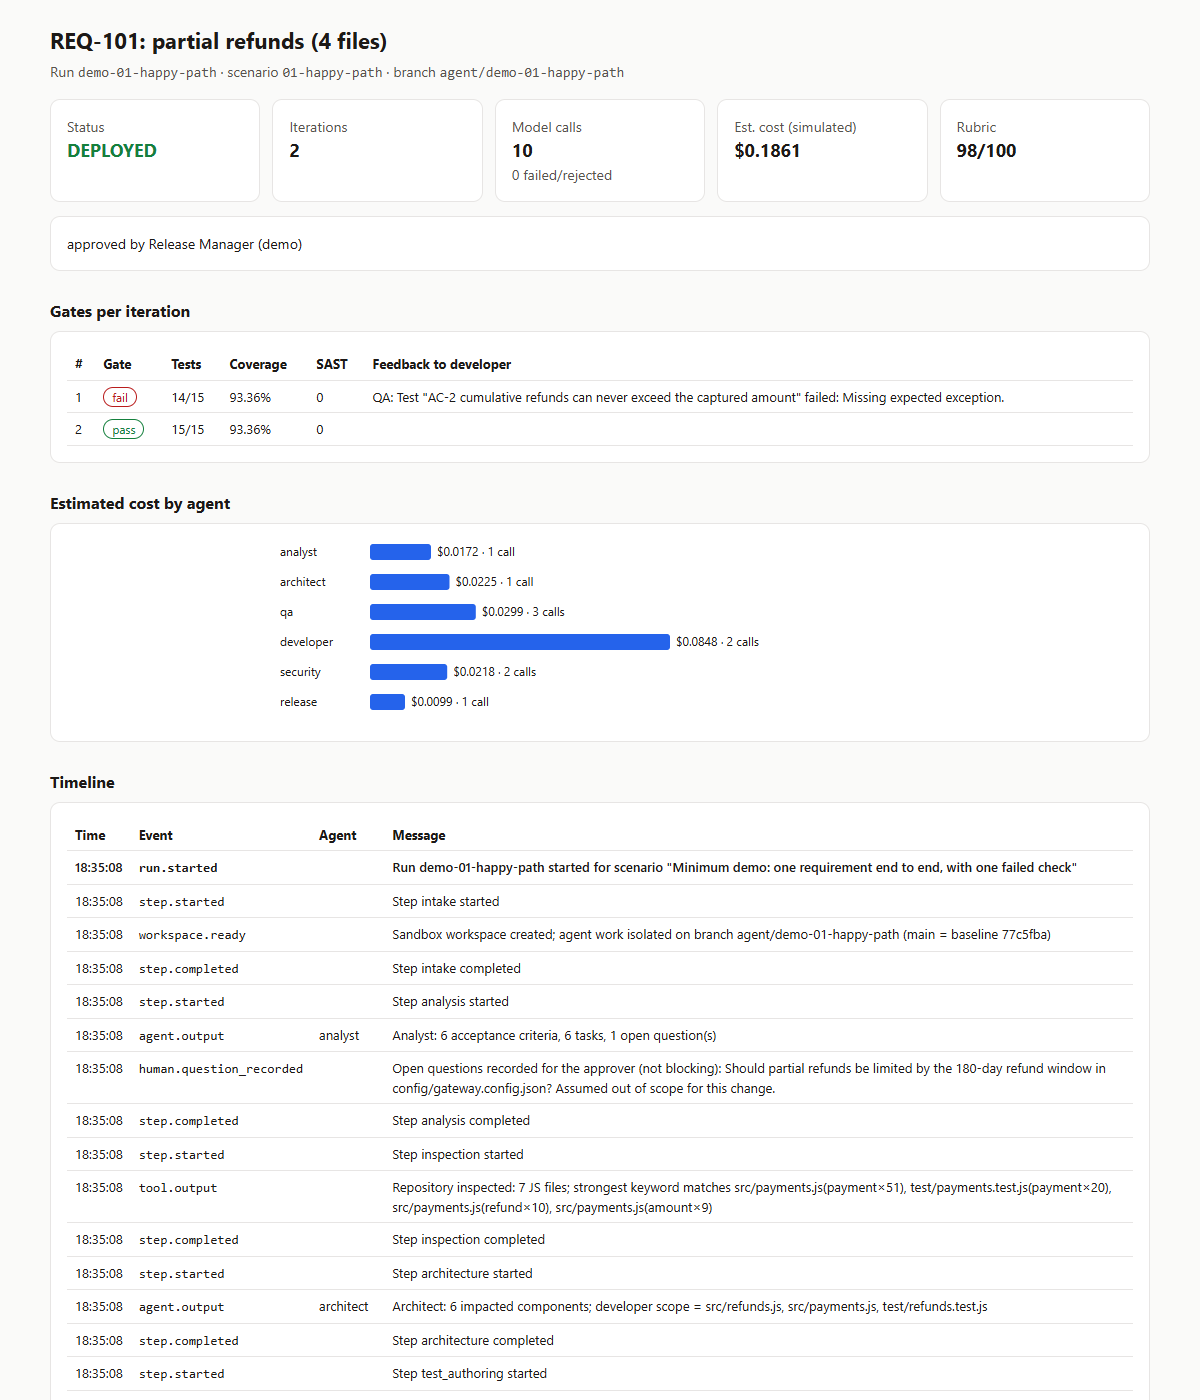 REQ-101: partial refunds (4 files)
Run demo-01-happy-path · scenario 01-happy-path · branch agent/demo-01-happy-path
Status
DEPLOYED
Iterations
2
Model calls
10
0 failed/rejected
Est. cost (simulated)
$0.1861
Rubric
98/100
approved by Release Manager (demo)
Gates per iteration
# Gate Tests Coverage SAST Feedback to developer
1 fail 14/15 93.36% 0 QA: Test "AC-2 cumulative refunds can never exceed the captured amount" failed: Missing expected exception.
2 pass 15/15 93.36% 0
Estimated cost by agent
analyst $0.0172 · 1 call
architect $0.0225 · 1 call
qa $0.0299 · 3 calls
developer $0.0848 · 2 calls
security $0.0218 · 2 calls
release $0.0099 · 1 call
Timeline
Time Event Agent Message
18:35:08 run.started Run demo-01-happy-path started for scenario "Minimum demo: one requirement end to end, with one failed check"
18:35:08 step.started Step intake started
18:35:08 workspace.ready Sandbox workspace created; agent work isolated on branch agent/demo-01-happy-path (main = baseline 77c5fba)
18:35:08 step.completed Step intake completed
18:35:08 step.started Step analysis started
18:35:08 agent.output analyst Analyst: 6 acceptance criteria, 6 tasks, 1 open question(s)
18:35:08 human.question_recorded Open questions recorded for the approver (not blocking): Should partial refunds be limited by the 180-day refund window in
config/gateway.config.json? Assumed out of scope for this change.
18:35:08 step.completed Step analysis completed
18:35:08 step.started Step inspection started
18:35:08 tool.output Repository inspected: 7 JS files; strongest keyword matches src/payments.js(payment×51), test/payments.test.js(payment×20),
src/payments.js(refund×10), src/payments.js(amount×9)
18:35:08 step.completed Step inspection completed
18:35:08 step.started Step architecture started
18:35:08 agent.output architect Architect: 6 impacted components; developer scope = src/refunds.js, src/payments.js, test/refunds.test.js
18:35:08 step.completed Step architecture completed
18:35:08 step.started Step test_authoring started